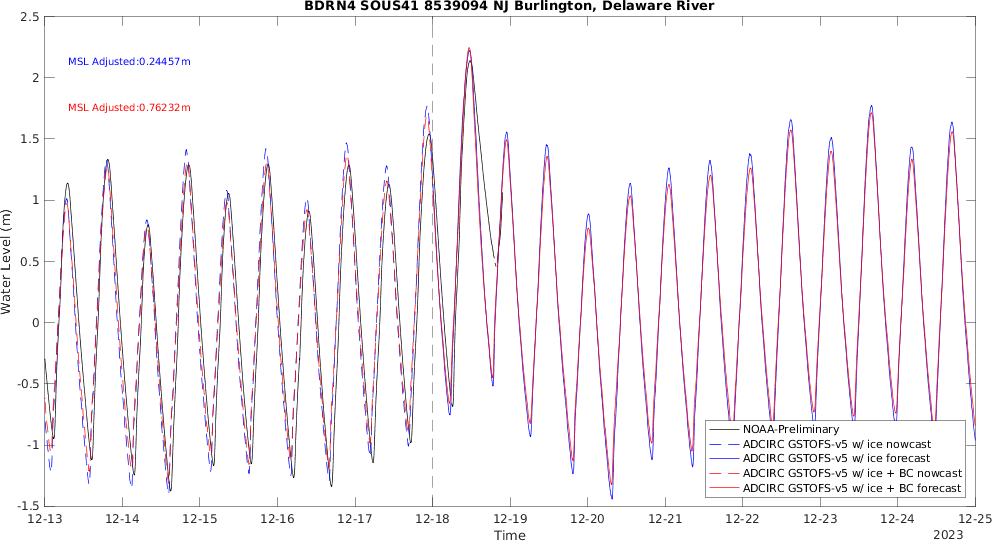 BDRN4 SOUS41 8539094 NJ Burlington, Delaware River
2.5
2
1.5
1
0.5
0
-0.5
-1
-1.5
Water Level (m)
MSL Adjusted:0.24457m
MSL Adjusted:0.76232m
NOAA-Preliminary
ADCIRC GSTOFS-v5 w/ ice nowcast
ADCIRC GSTOFS-v5 w/ ice forecast
ADCIRC GSTOFS-v5 w/ ice + BC nowcast
ADCIRC GSTOFS-v5 w/ ice + BC forecast
12-13 12-14 12-15 12-16 12-17 12-18 12-19 12-20 12-21 12-22 12-23 12-24 12-25
Time
2023